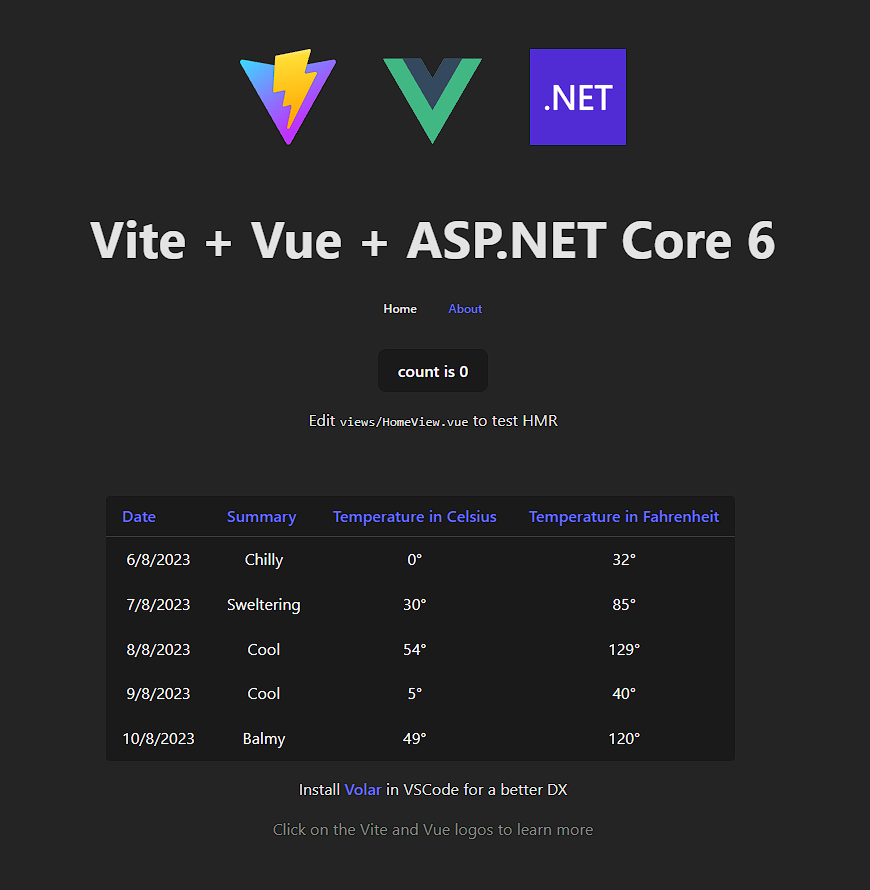 .NET
Vite + Vue + ASP.NET Core 6
Home About
count is 0
Edit views/HomeView.vue to test HMR
Date Summary Temperature in Celsius Temperature in Fahrenheit
6/8/2023 Chilly 0° 32°
7/8/2023 Sweltering 30° 85°
8/8/2023 Cool 54° 129°
9/8/2023 Cool 5° 40°
10/8/2023 Balmy 49° 120°
Install Volar in VSCode for a better DX
Click on the Vite and Vue logos to learn more